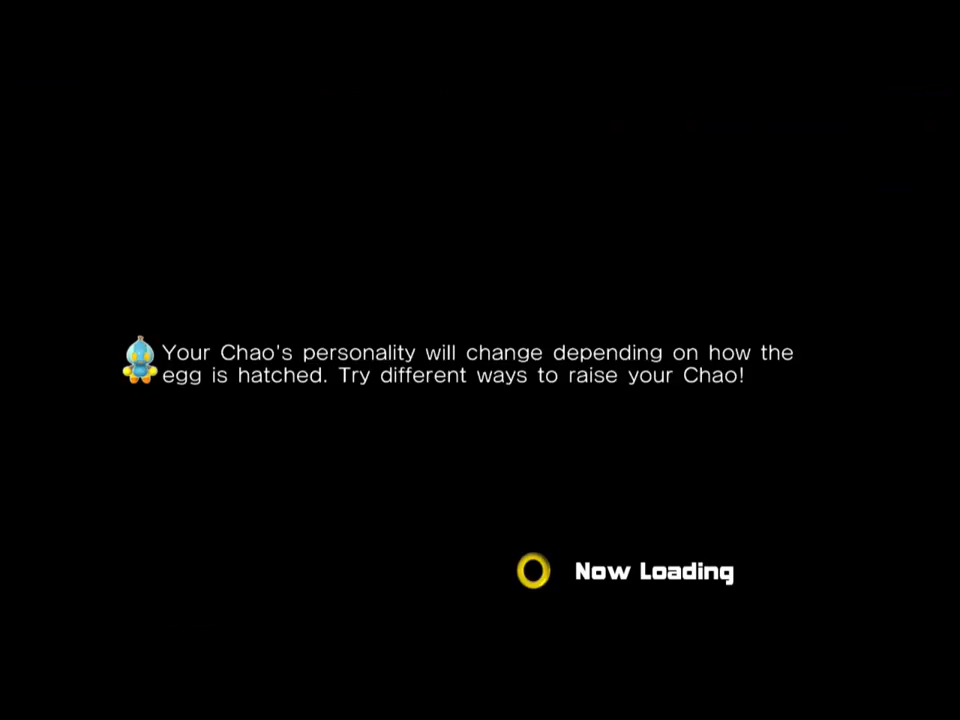 Your Chao's personality will change depending on how the
egg is hatched. Try different ways to raise your Chao!
Now Loading